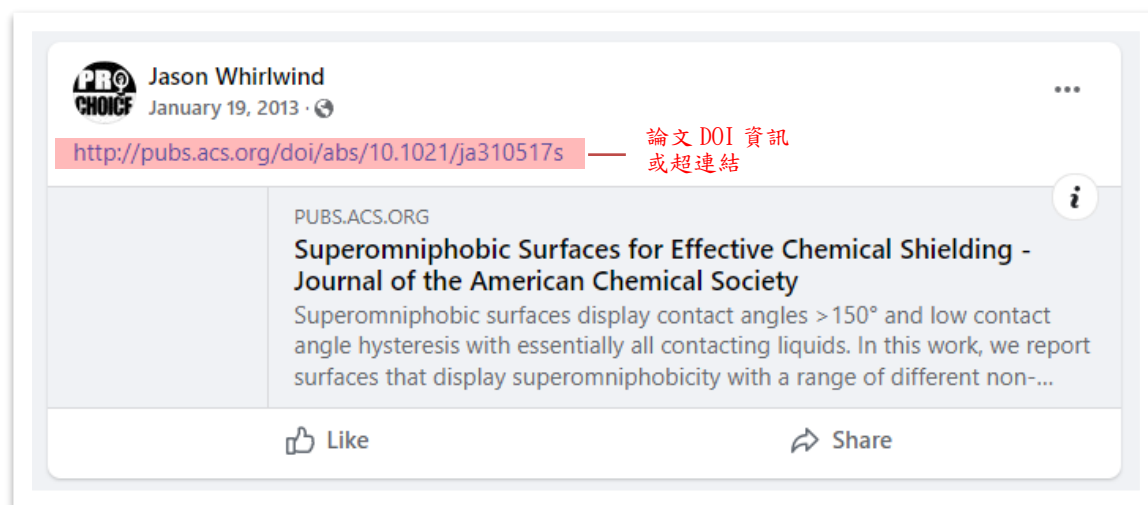 PRO
CHOICE
Jason Whirlwind
January 19, 2013 ·
http://pubs.acs.org/doi/abs/10.1021/ja310517s
論文 DOI 資訊
或超連結
i
PUBS.ACS.ORG
Superomniphobic Surfaces for Effective Chemical Shielding -
Journal of the American Chemical Society
Superomniphobic surfaces display contact angles >150° and low contact
angle hysteresis with essentially all contacting liquids. In this work, we report
surfaces that display superomniphobicity with a range of different non-...
Like
Share